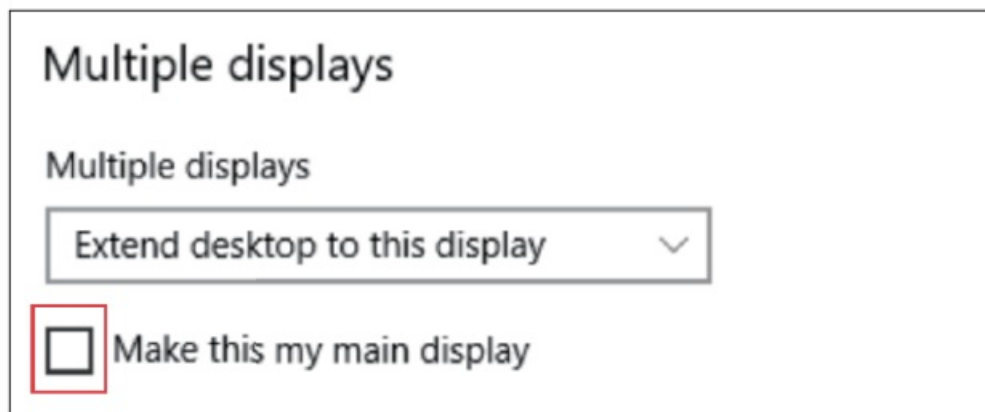 Multiple displays
Multiple displays
Extend desktop to this display
Make this my main display